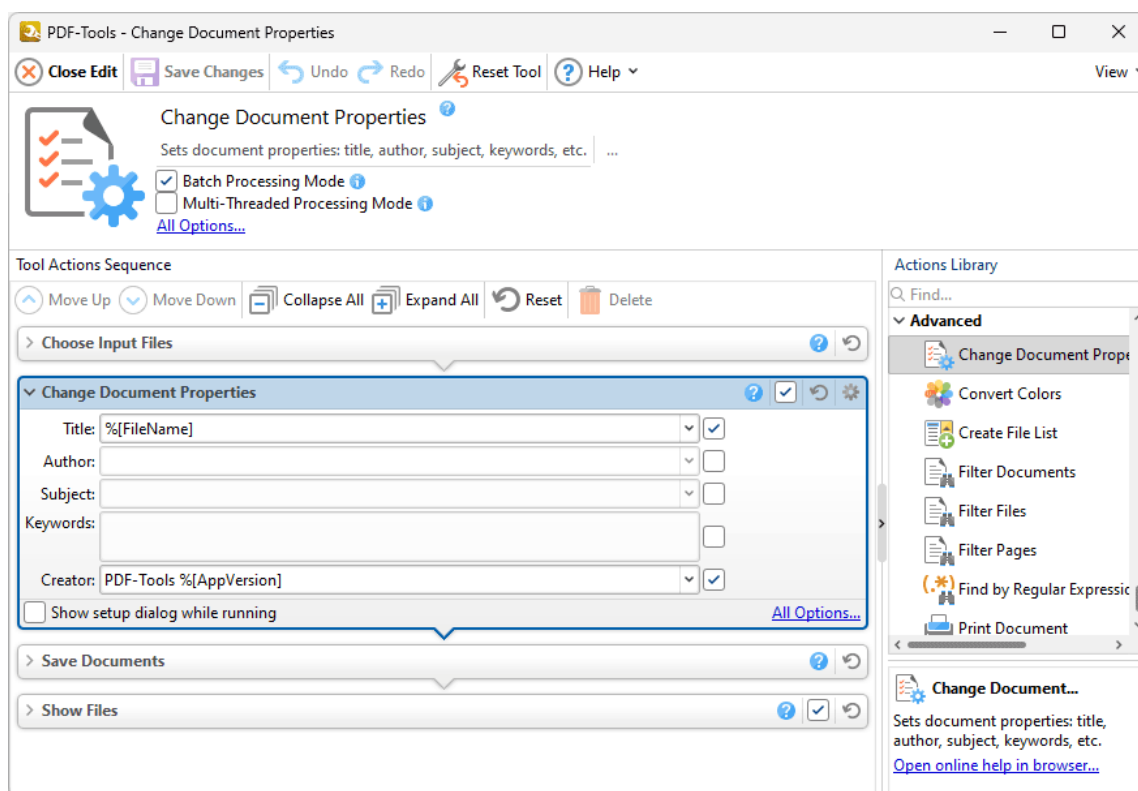 PDF-Tools - Change Document Properties
Close Edit Save Changes Undo Redo Reset Tool ? Help View
Change Document Properties ?
Sets document properties: title, author, subject, keywords, etc. ...
Batch Processing Mode i
Multi-Threaded Processing Mode i
All Options...
Tool Actions Sequence
Move Up Move Down Collapse All Expand All Reset Delete
Choose Input Files ?
Change Document Properties ?
Title: %[FileName]
Author:
Subject:
Keywords:
Creator: PDF-Tools %[AppVersion]
Show setup dialog while running All Options...
Save Documents ?
Show Files ?
Actions Library
Find...
Advanced
Change Document Prope
Convert Colors
Create File List
Filter Documents
Filter Files
Filter Pages
(.*) Find by Regular Expressic
Print Document
Change Document...
Sets document properties: title,
author, subject, keywords, etc.
Open online help in browser...